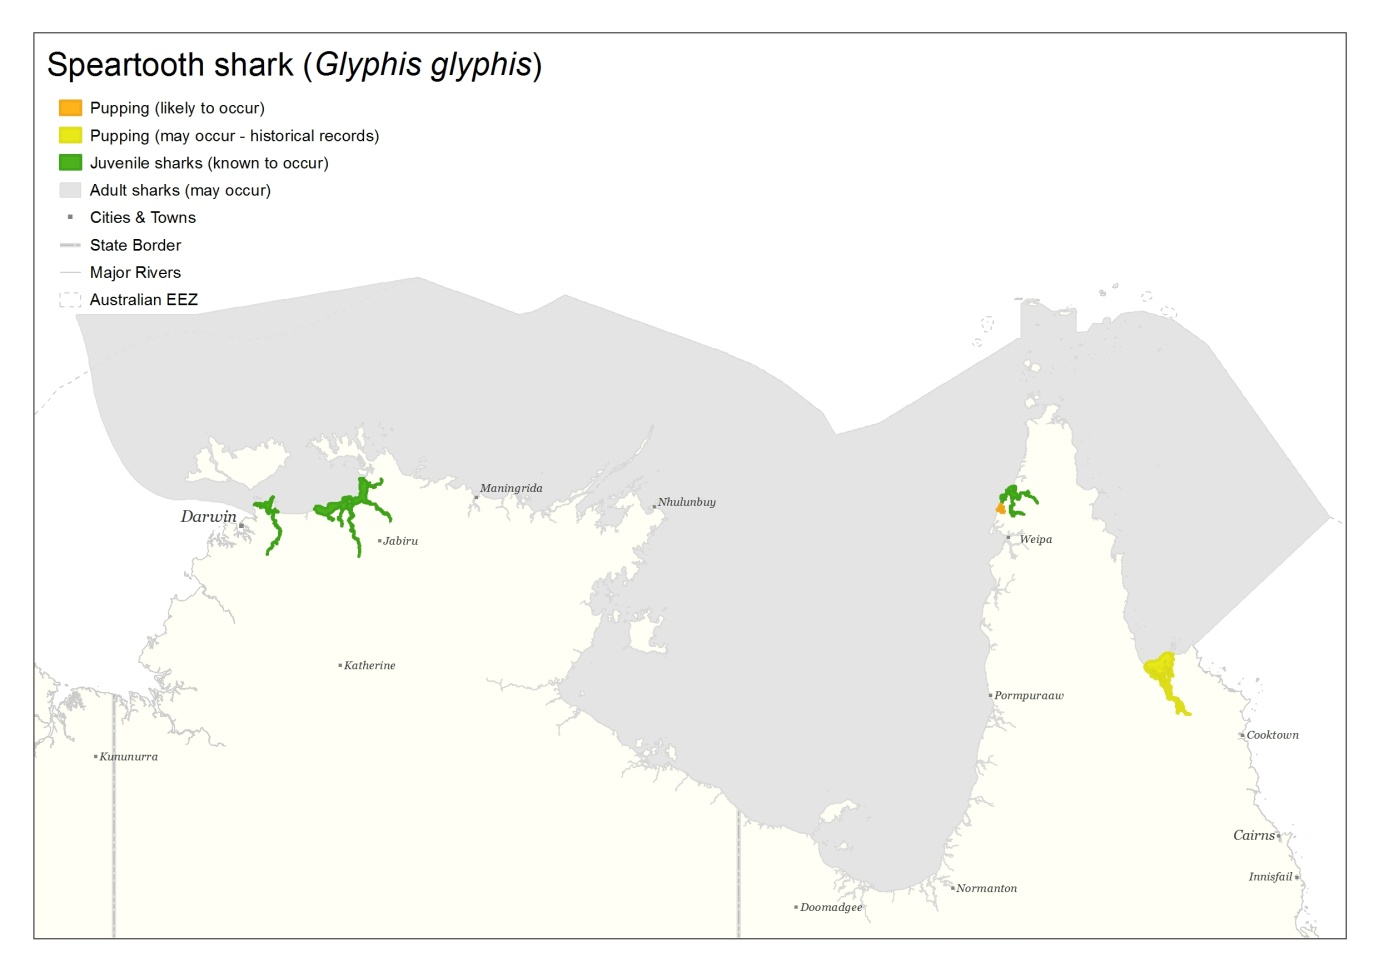 Speartooth shark (Glyphis glyphis)
Pupping (likely to occur)
Pupping (may occur - historical records)
Juvenile sharks (known to occur)
Adult sharks (may occur)
Cities & Towns
State Border
Major Rivers
Australian EEZ
Maningrida
Nhulunbuy
Darwin
Jabiru
Weipa
Katherine
Pormpuraaw
Cooktown
Kununurra
Cairns
Innisfail
Normanton
Doomadgee